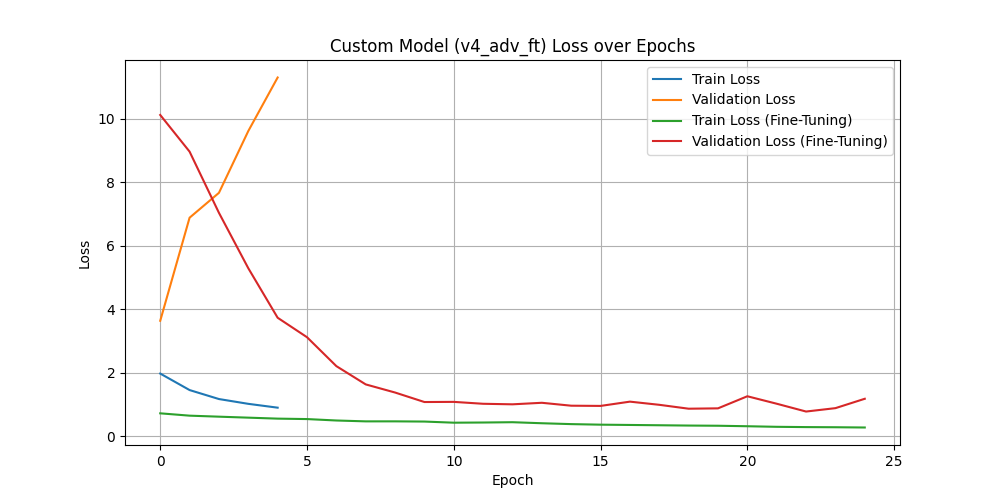 Custom Model (v4_adv_ft) Loss over Epochs
Train Loss
Validation Loss
Train Loss (Fine-Tuning)
Validation Loss (Fine-Tuning)
Loss
10
8
6
4
2
0
0 5 10 15 20 25
Epoch